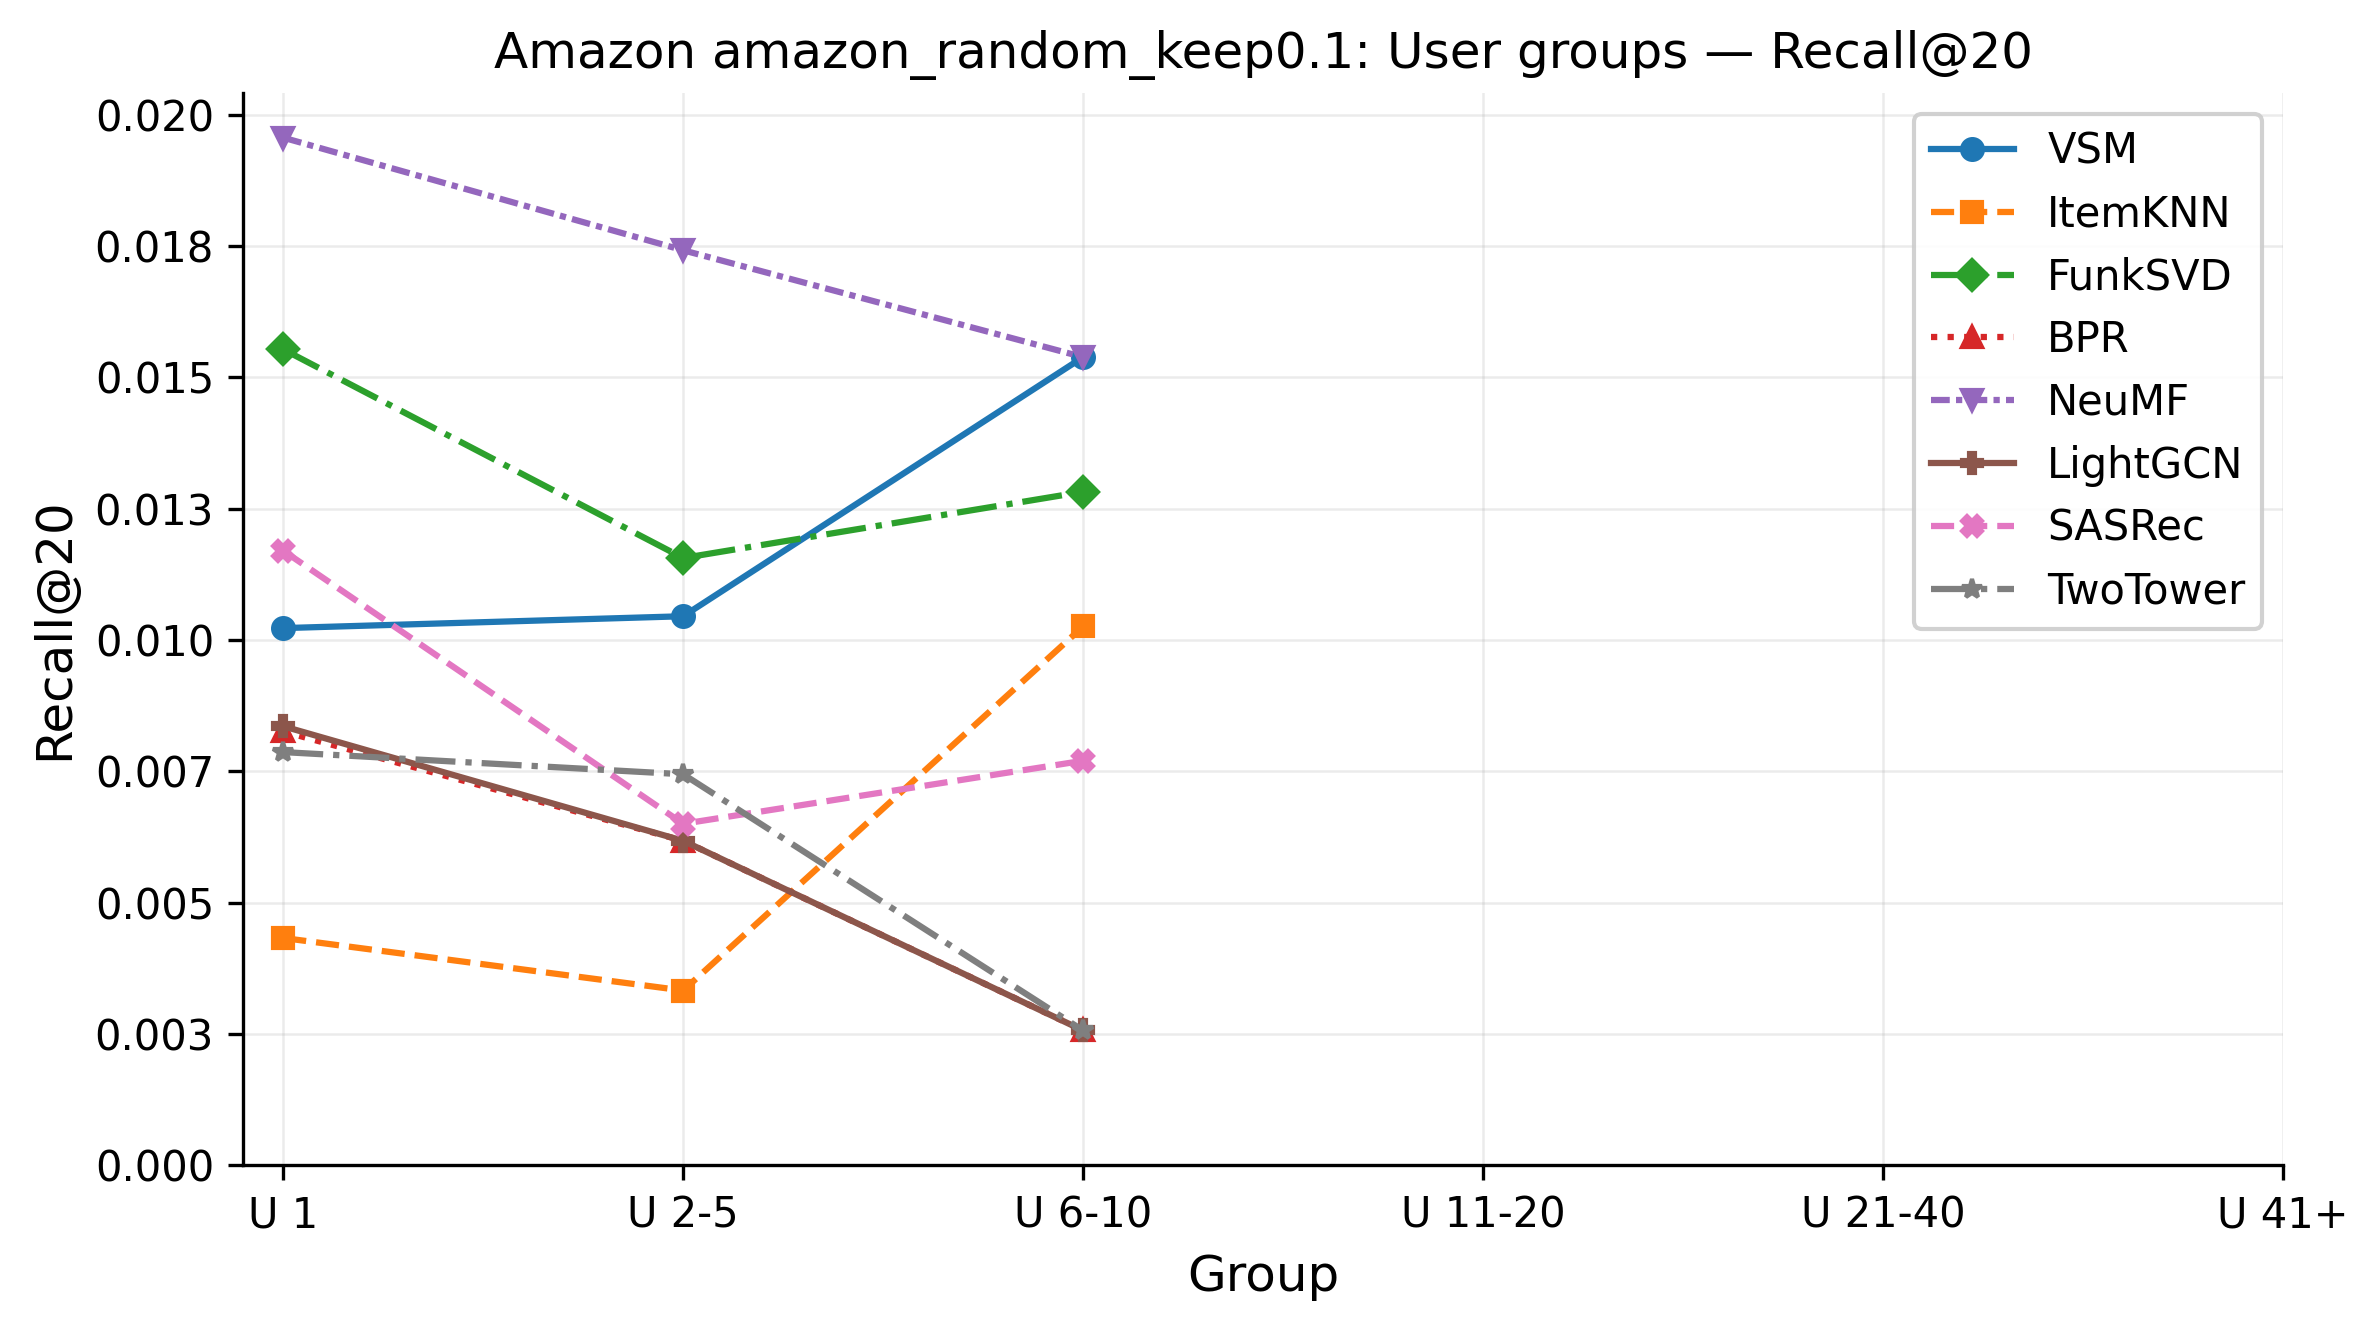 Amazon amazon_random_keep0.1: User groups — Recall@20
0.020
0.018
0.015
0.013
0.010
0.007
0.005
0.003
0.000
Recall@20
U 1
U 2-5
U 6-10
U 11-20
U 21-40
U 41+
Group
VSM
ItemKNN
FunkSVD
BPR
NeuMF
LightGCN
SASRec
TwoTower